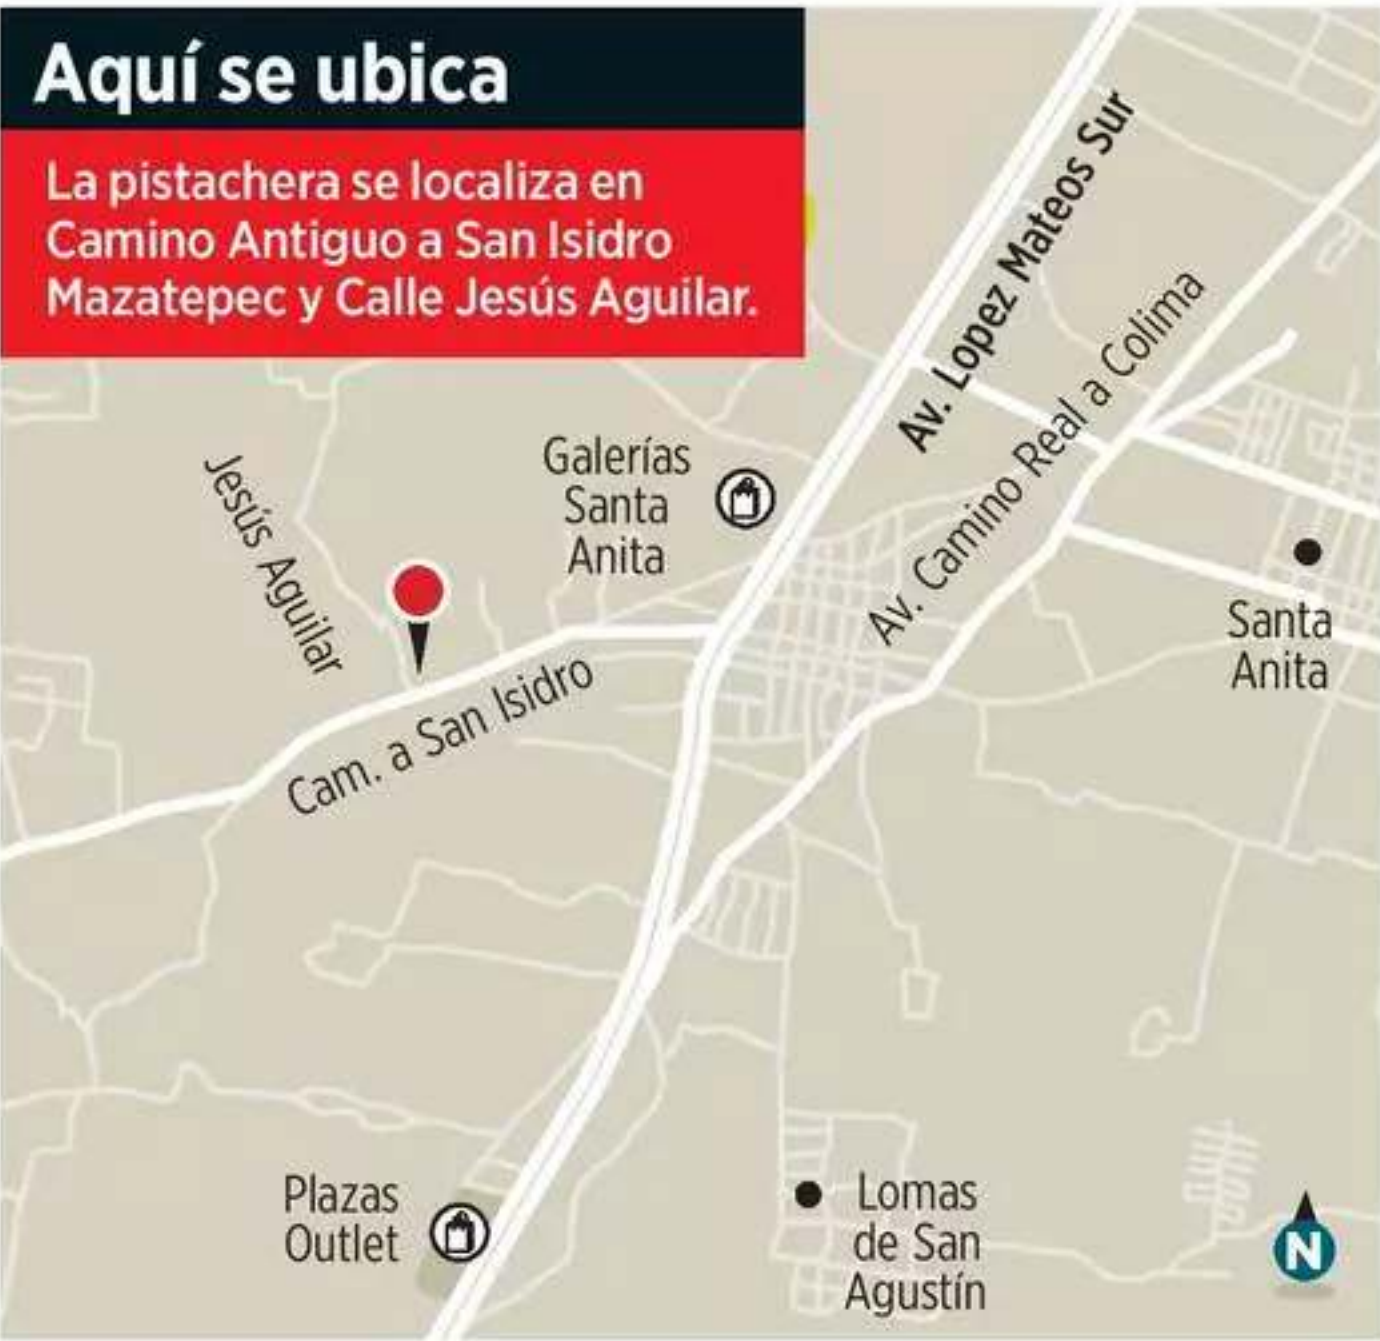 Aquí se ubica
La pistachera se localiza en
Camino Antiguo a San Isidro
Mazatepec y Calle Jesús Aguilar.
Av. Lopez Mateos Sur
Av. Camino Real a Colima
Galerías
Santa
Anita
Jesús Aguilar
Cam. a San Isidro
Santa
Anita
Plazas
Outlet
Lomas
de San
Agustín
N